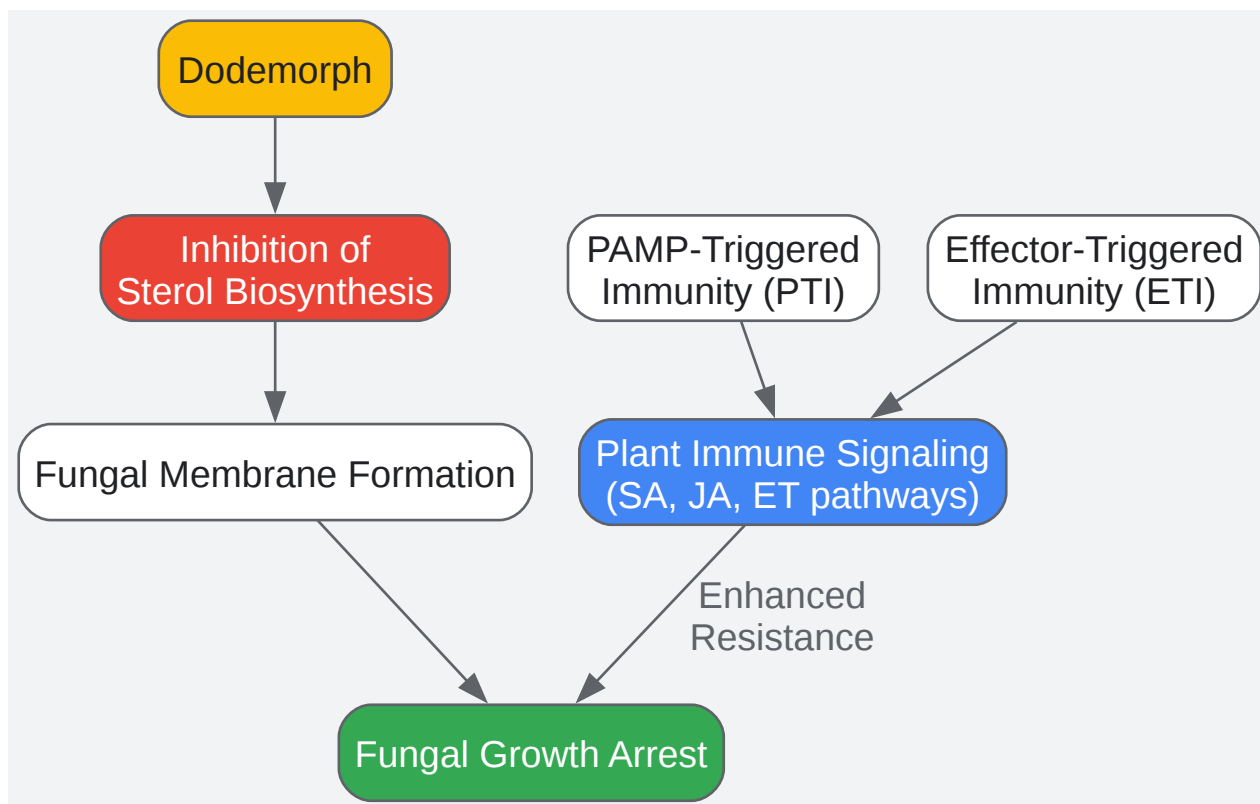 Dodemorph
Inhibition of
Sterol Biosynthesis
PAMP-Triggered
Immunity (PTI)
Effector-Triggered
Immunity (ETI)
Fungal Membrane Formation
Plant Immune Signaling
(SA, JA, ET pathways)
Enhanced
Resistance
Fungal Growth Arrest